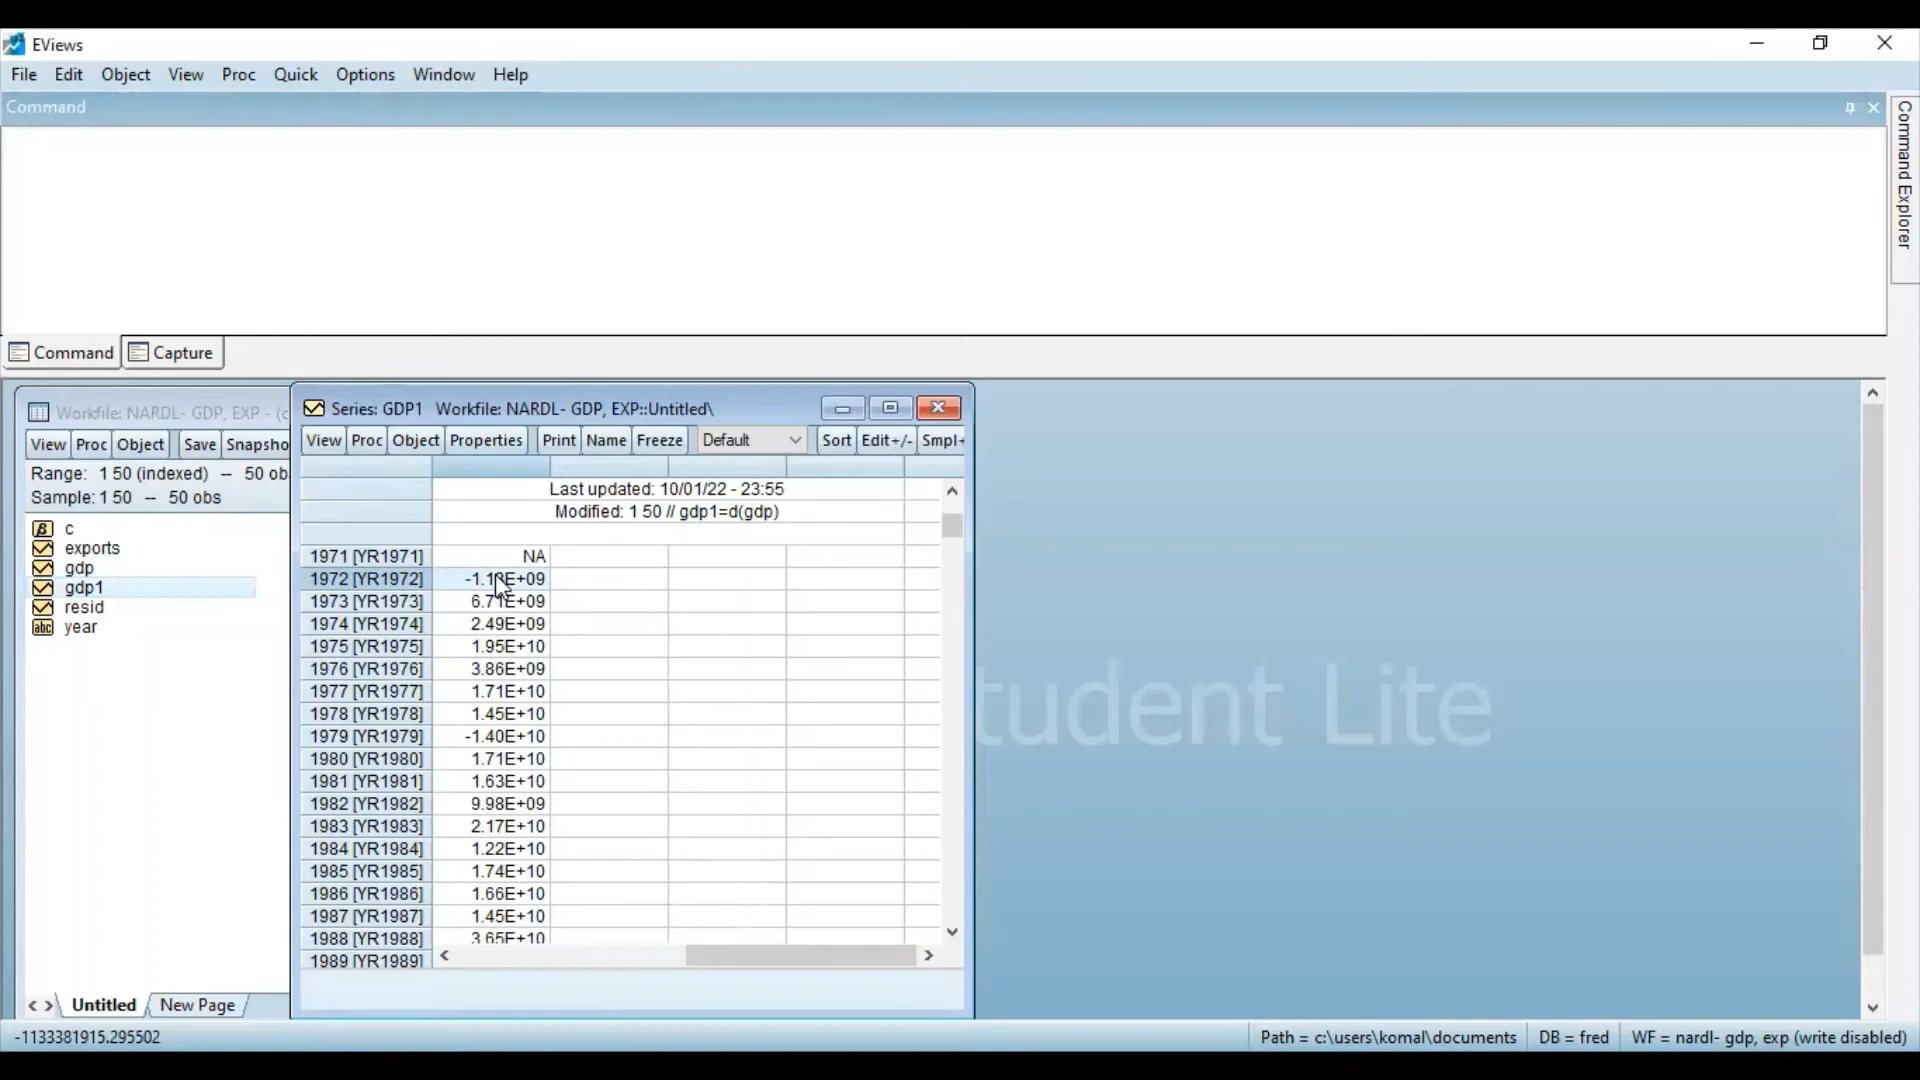 EViews
File Edit Object View Proc Quick Options Window Help
Command
Command Explorer
Command Capture
Workfile: NARDL- GDP, EXP - (c
View Proc Object Save Snapsho
Range: 1 50 (indexed) -- 50 ob
Sample: 1 50 -- 50 obs
c
exports
gdp
gdp1
resid
year
Untitled New Page
Series: GDP1 Workfile: NARDL- GDP, EXP::Untitled\
View Proc Object Properties Print Name Freeze Default Sort Edit+/- Smpl+
Last updated: 10/01/22 - 23:55
Modified: 1 50 // gdp1=d(gdp)
1971 [YR1971] NA
1972 [YR1972]
1973 [YR1973] 6.71E+09
1974 [YR1974] 2.49E+09
1975 [YR1975] 1.95E+10
1976 [YR1976] 3.86E+09
1977 [YR1977] 1.71E+10
1978 [YR1978] 1.45E+10
1979 [YR1979] -1.40E+10
1980 [YR1980] 1.71E+10
1981 [YR1981] 1.63E+10
1982 [YR1982] 9.98E+09
1983 [YR1983] 2.17E+10
1984 [YR1984] 1.22E+10
1985 [YR1985] 1.74E+10
1986 [YR1986] 1.66E+10
1987 [YR1987] 1.45E+10
1988 [YR1988] 3.65E+10
1989 [YR1989]
tudent Lite
-1133381915.295502 Path = c:\users\komal\documents DB = fred WF = nardl- gdp, exp (write disabled)